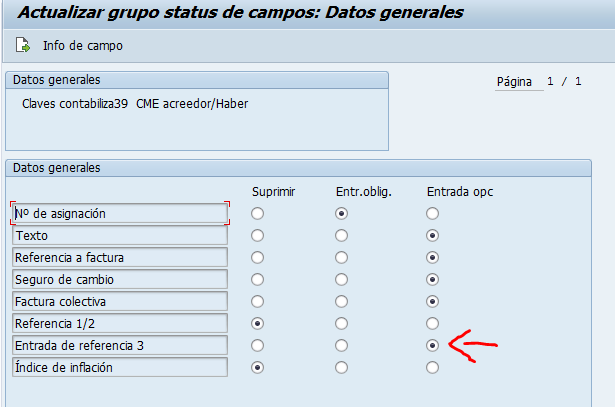 Actualizar grupo status de campos: Datos generales
Info de campo
Datos generales
Página 1 / 1
Claves contabiliza39 CME acreedor/Haber
Datos generales
Suprimir Entr.oblig. Entrada opc
Nº de asignación
Texto
Referencia a factura
Seguro de cambio
Factura colectiva
Referencia 1/2
Entrada de referencia 3
Índice de inflación